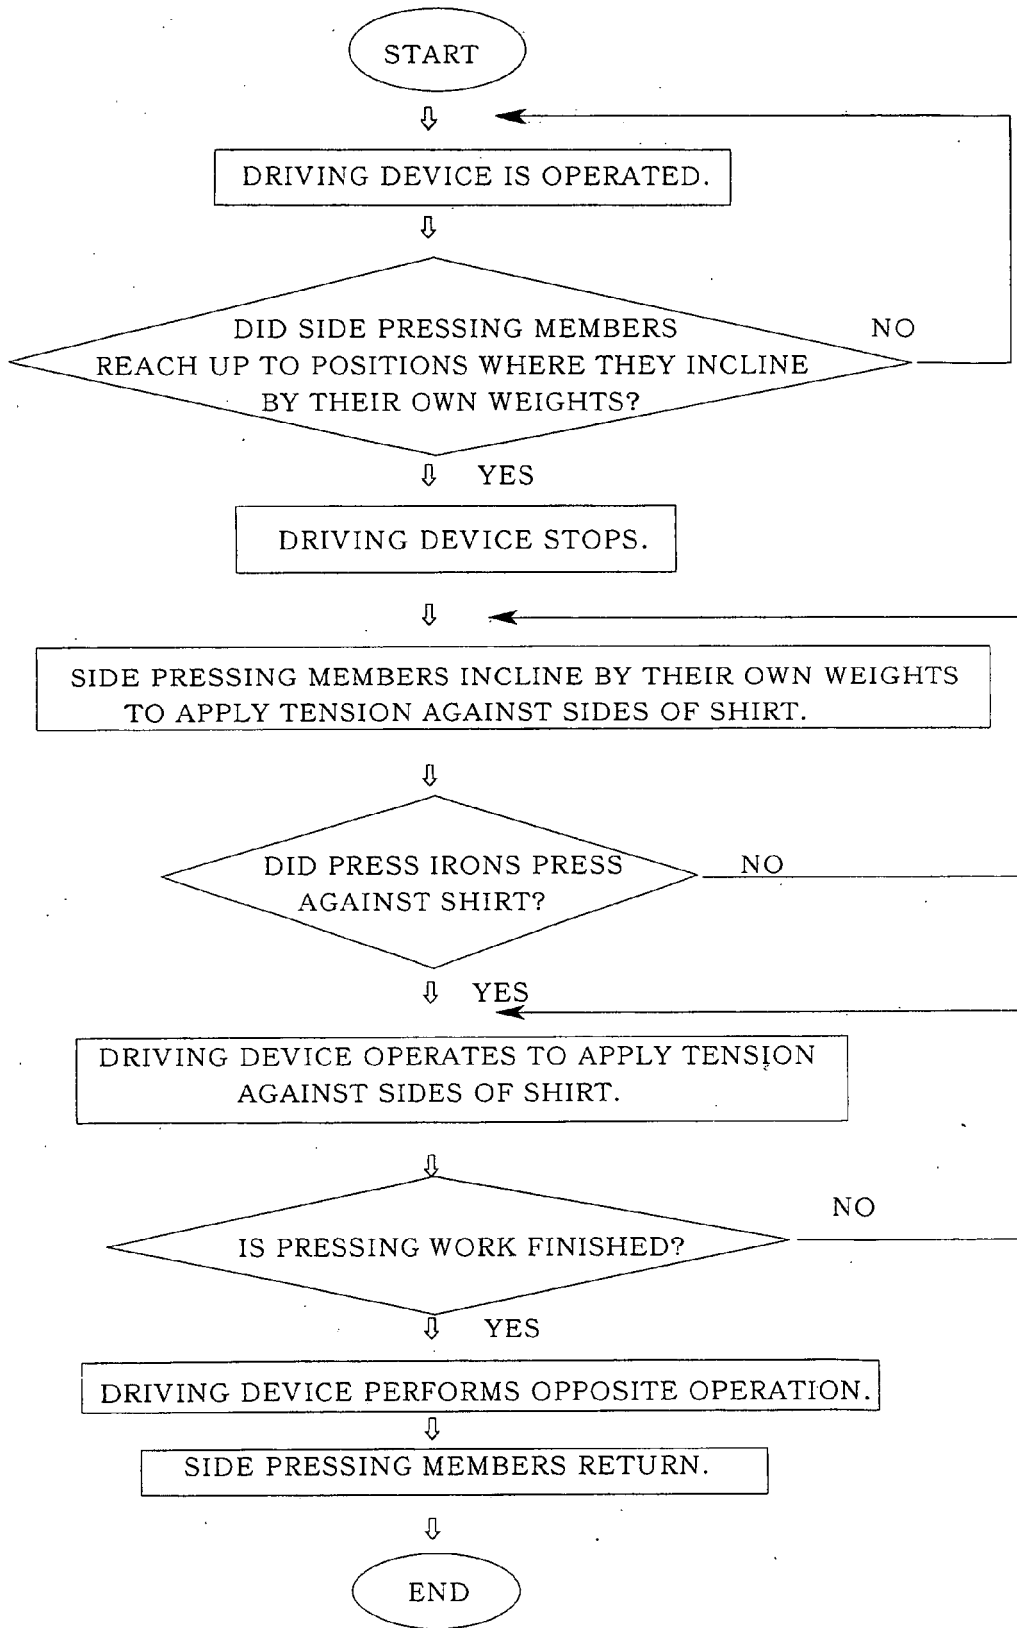 START
DRIVING DEVICE IS OPERATED.
DID SIDE PRESSING MEMBERS
REACH UP TO POSITIONS WHERE THEY INCLINE
BY THEIR OWN WEIGHTS?
NO
YES
DRIVING DEVICE STOPS.
SIDE PRESSING MEMBERS INCLINE BY THEIR OWN WEIGHTS
TO APPLY TENSION AGAINST SIDES OF SHIRT.
DID PRESS IRONS PRESS
AGAINST SHIRT?
NO
YES
DRIVING DEVICE OPERATES TO APPLY TENSION
AGAINST SIDES OF SHIRT.
IS PRESSING WORK FINISHED?
NO
YES
DRIVING DEVICE PERFORMS OPPOSITE OPERATION.
SIDE PRESSING MEMBERS RETURN.
END